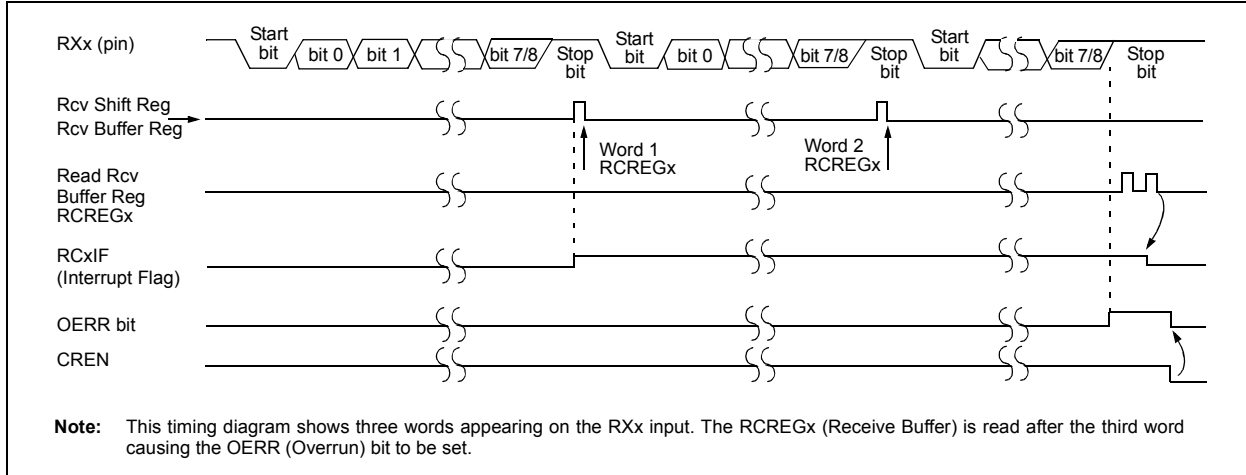 RXx (pin)
Start
bit
bit 0
bit 1
bit 7/8
Stop
bit
Start
bit
bit 0
bit 7/8
Stop
bit
Start
bit
bit 7/8
Stop
bit
Rcv Shift Reg
Rcv Buffer Reg
Word 1
RCREGx
Word 2
RCREGx
Read Rcv
Buffer Reg
RCREGx
RCxIF
(Interrupt Flag)
OERR bit
CREN
Note: This timing diagram shows three words appearing on the RXx input. The RCREGx (Receive Buffer) is read after the third word
causing the OERR (Overrun) bit to be set.